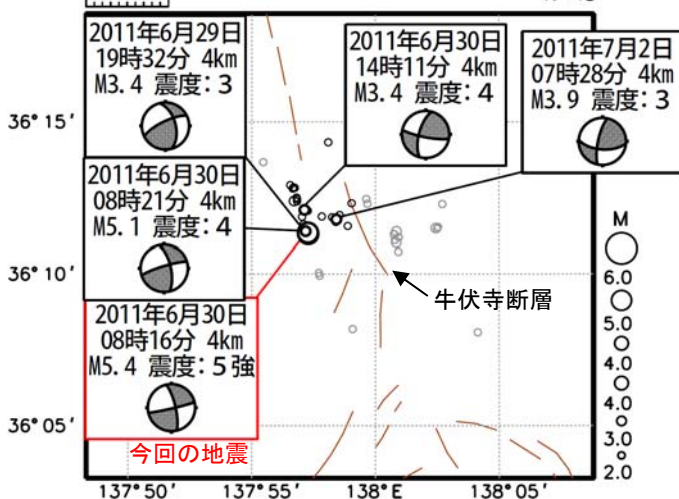 2011年6月29日
19時32分 4km
M3.4 震度:3
2011年6月30日
14時11分 4km
M3.4 震度:4
2011年7月2日
07時28分 4km
M3.9 震度:3
36°15′
2011年6月30日
08時21分 4km
M5.1 震度:4
36°10′
牛伏寺断層
2011年6月30日
08時16分 4km
M5.4 震度:5強
今回の地震
36°05′
137°50′
137°55′
138°E
138°05′
M
6.0
5.0
4.0
4.0
3.0
2.0